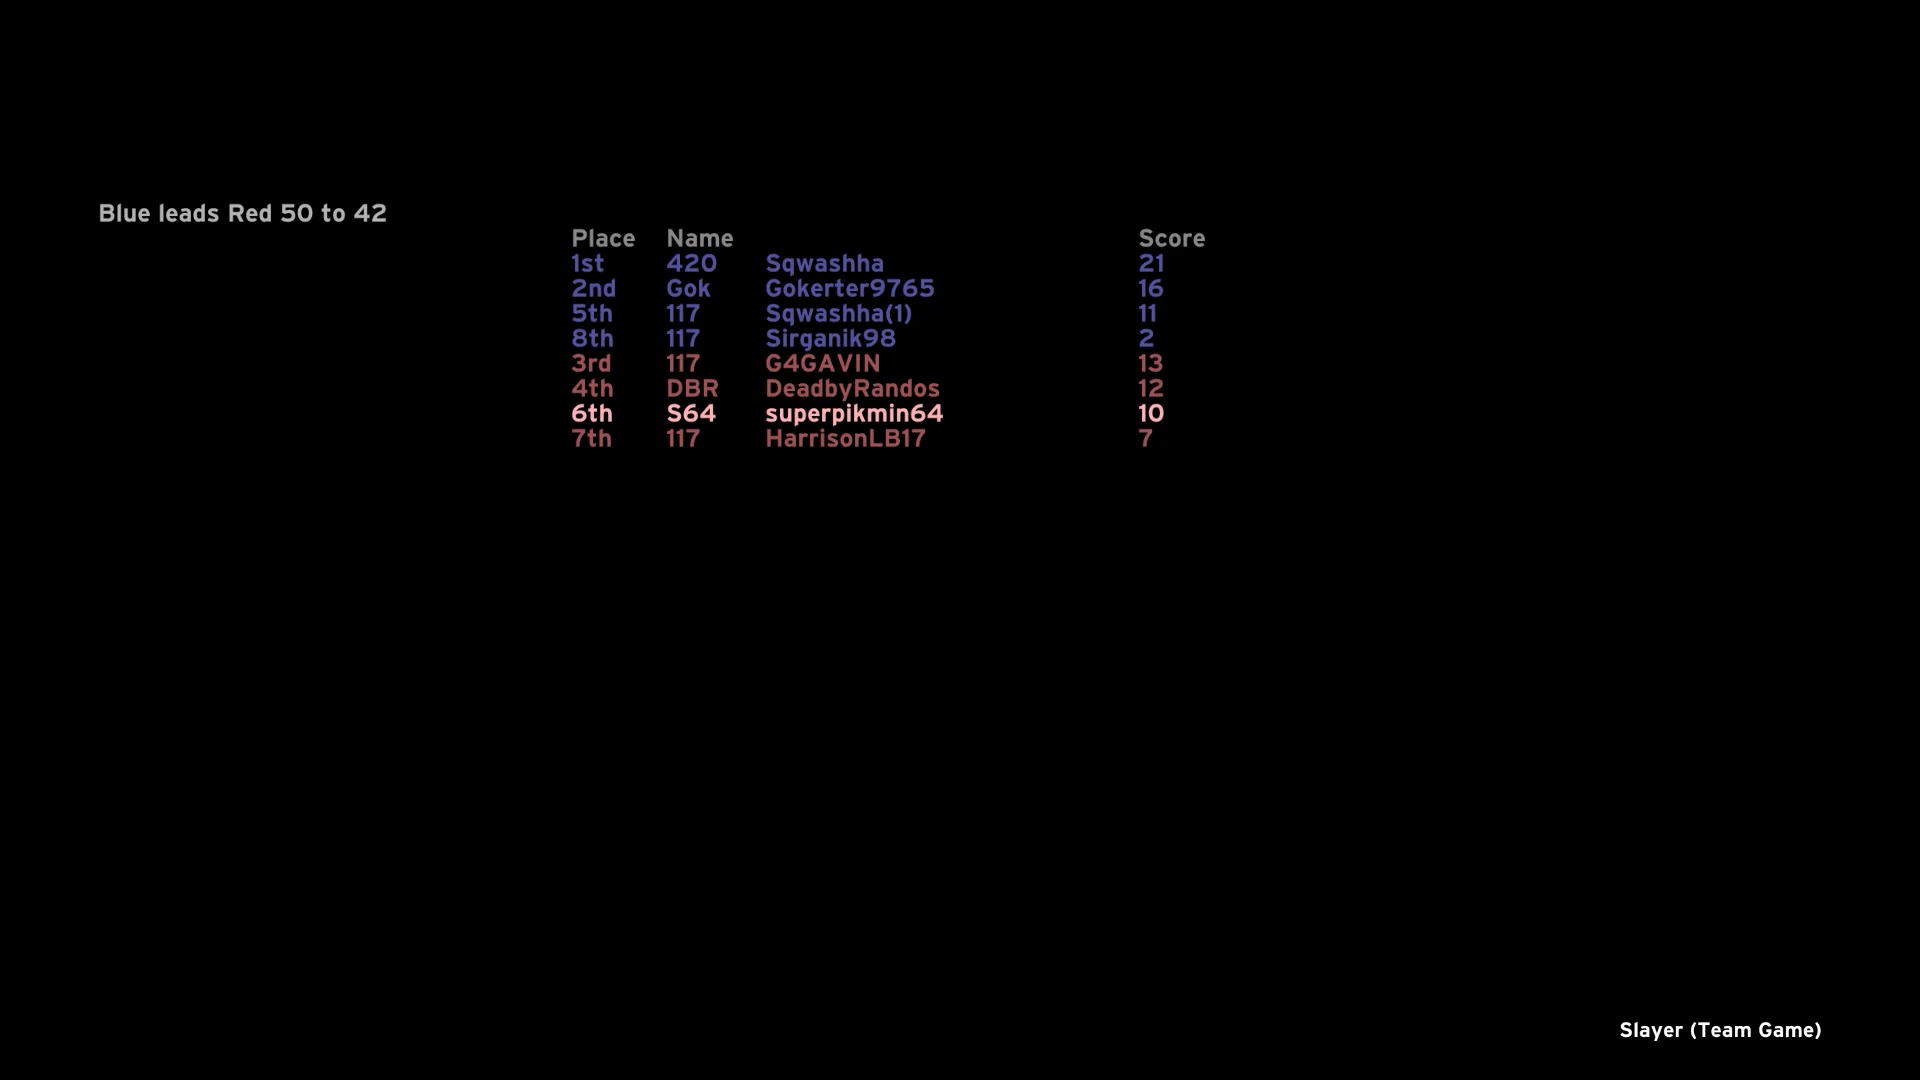 Blue leads Red 50 to 42
Place Name Score
1st 420 Sqwashha 21
2nd Gok Gokerter9765 16
5th 117 Sqwashha(1) 11
8th 117 Sirganik98 2
3rd 117 G4GAVIN 13
4th DBR DeadbyRandos 12
6th S64 superpikmin64 10
7th 117 HarrisonLB17 7
Slayer (Team Game)